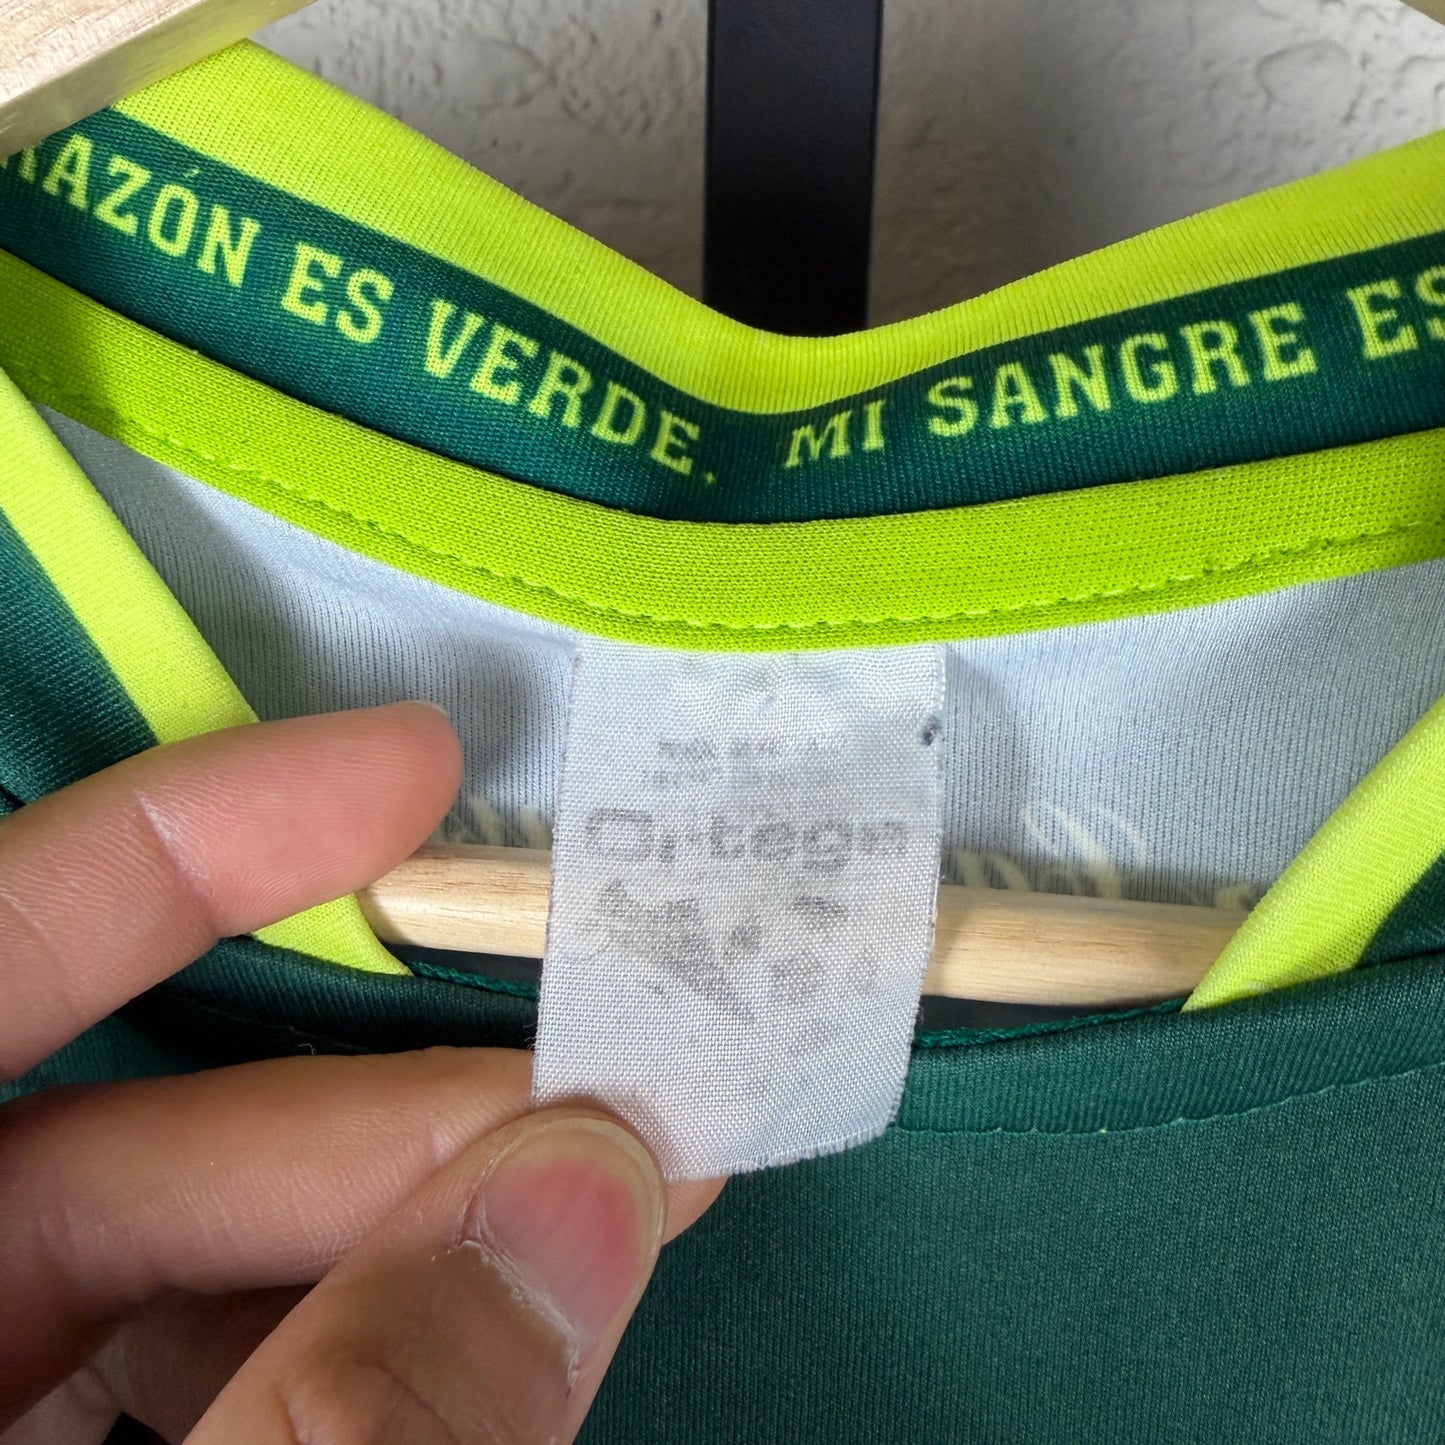 RAZÓN ES VERDE. MI SANGRE ES
Ortega